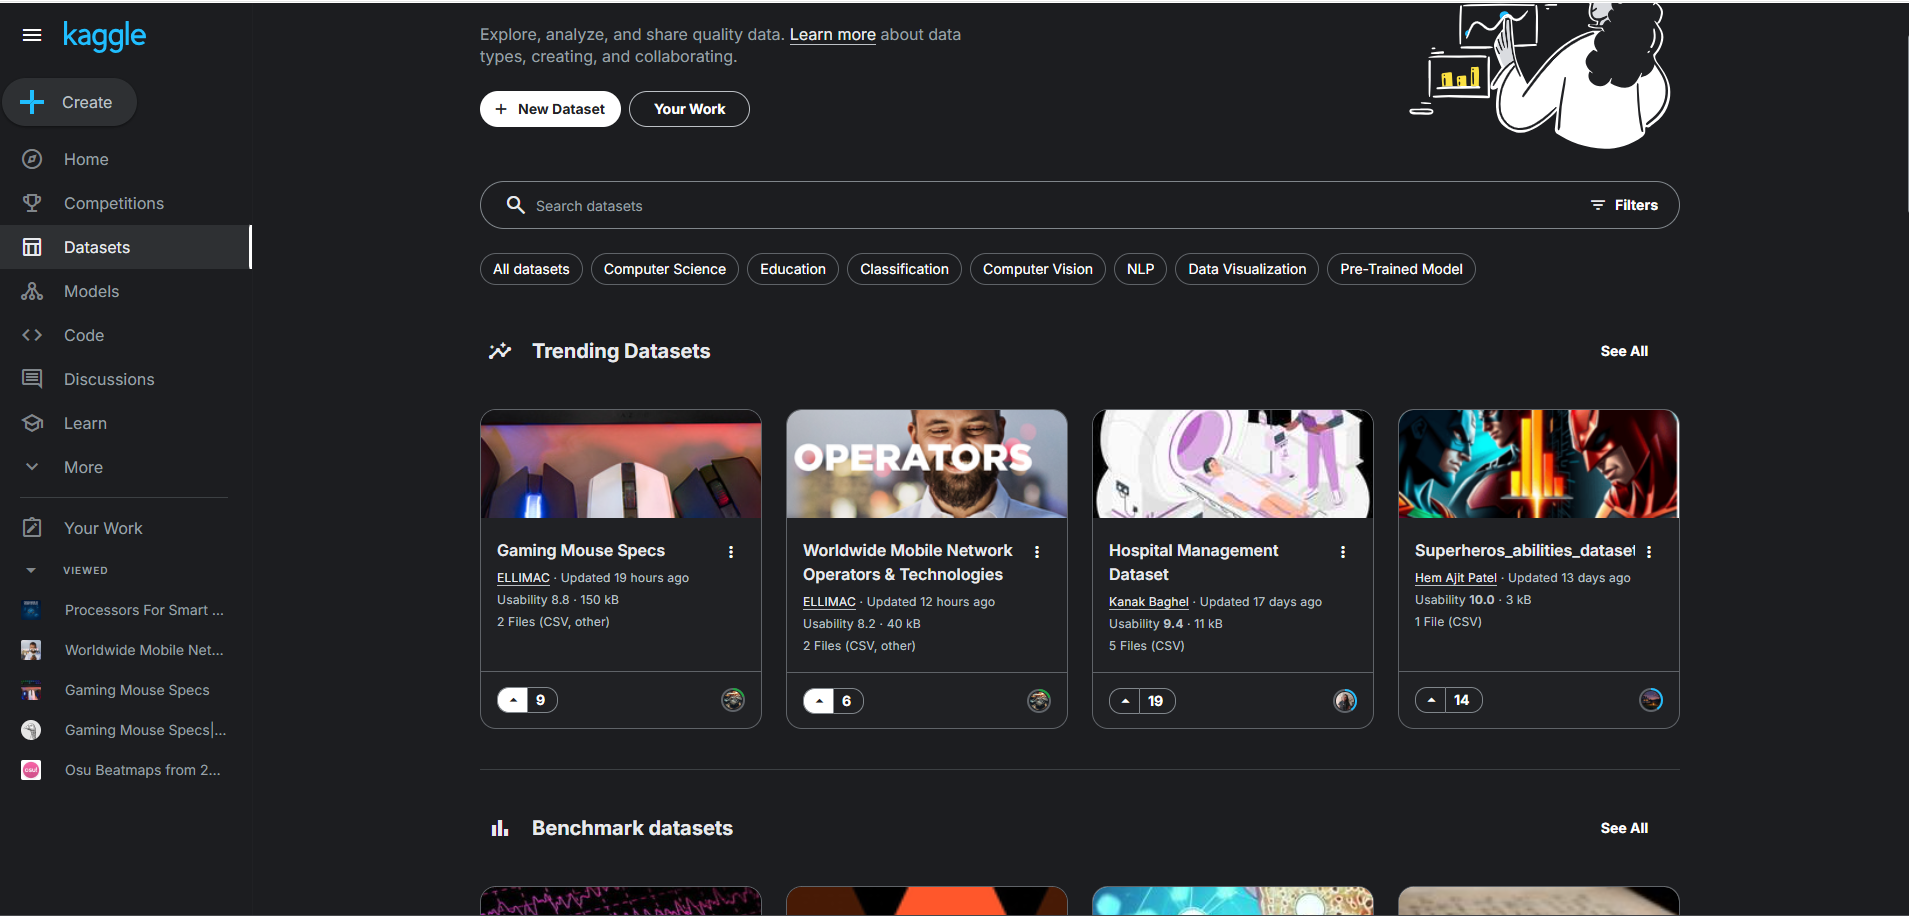 kaggle
Create
Home
Competitions
Datasets
Models
Code
Discussions
Learn
More
Your Work
VIEWED
Processors For Smart ...
Worldwide Mobile Net...
Gaming Mouse Specs
Gaming Mouse Specs|...
Osu Beatmaps from 2...
Explore, analyze, and share quality data. Learn more about data
types, creating, and collaborating.
+ New Dataset
Your Work
Search datasets
Filters
All datasets
Computer Science
Education
Classification
Computer Vision
NLP
Data Visualization
Pre-Trained Model
Trending Datasets
See All
Gaming Mouse Specs
ELLIMAC · Updated 19 hours ago
Usability 8.8 · 150 kB
2 Files (CSV, other)
9
OPERATORS
Worldwide Mobile Network
Operators & Technologies
ELLIMAC · Updated 12 hours ago
Usability 8.2 · 40 kB
2 Files (CSV, other)
6
Hospital Management
Dataset
Kanak Baghel · Updated 17 days ago
Usability 9.4 · 11 kB
5 Files (CSV)
19
Superheros_abilities_dataset
Hem Ajit Patel · Updated 13 days ago
Usability 10.0 · 3 kB
1 File (CSV)
14
Benchmark datasets
See All